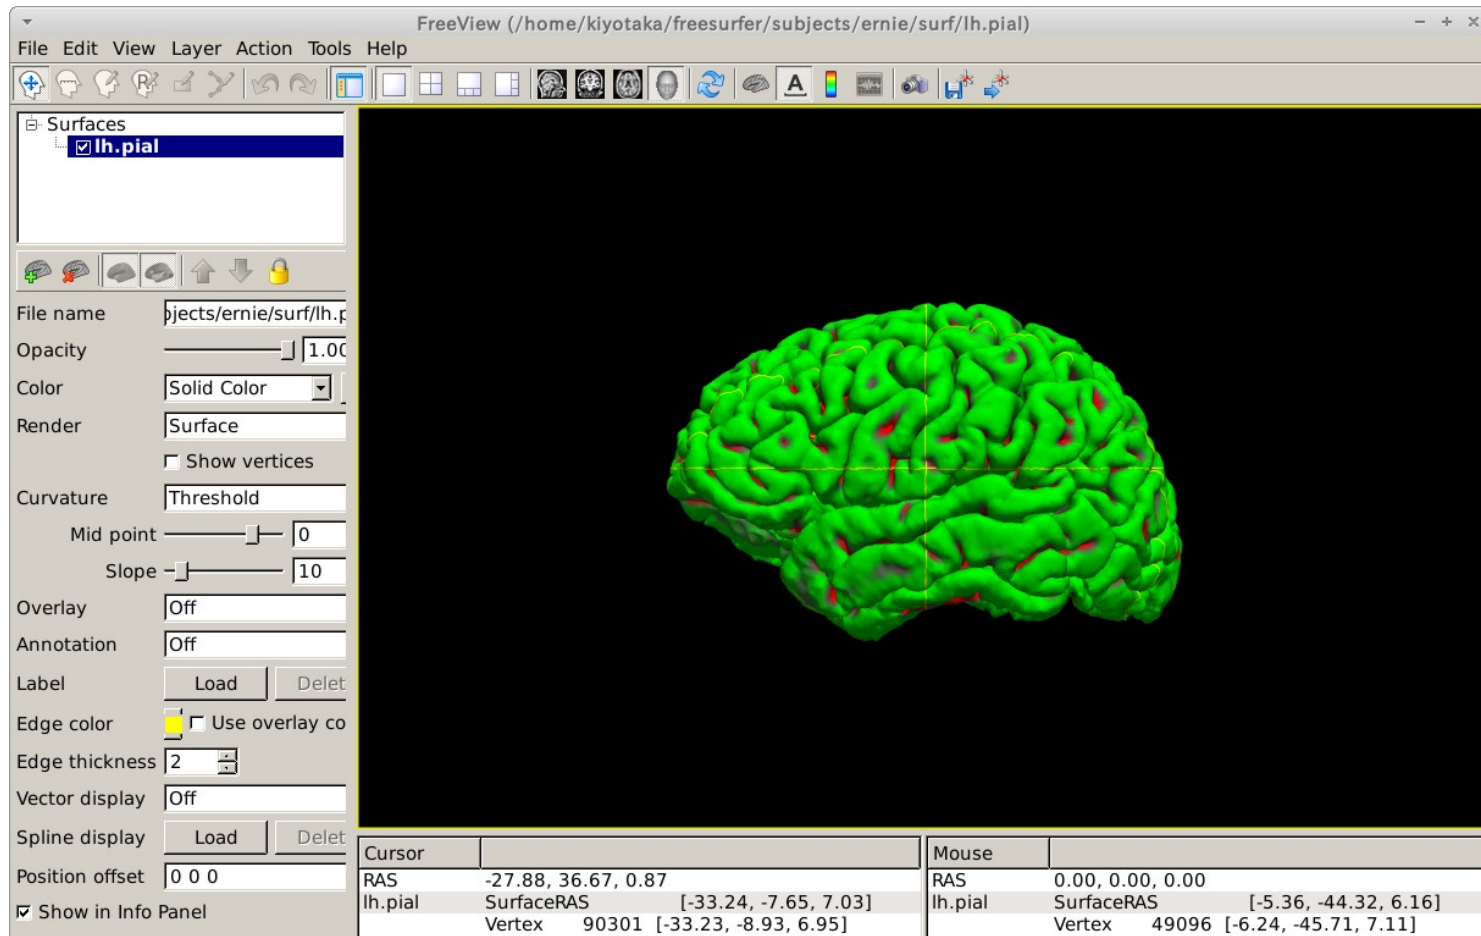 FreeView (/home/kiyotaka/freesurfer/subjects/ernie/surf/lh.pial)
File Edit View Layer Action Tools Help
Surfaces
lh.pial
File name bjects/ernie/surf/lh.p
Opacity 1.00
Color Solid Color
Render Surface
Show vertices
Curvature Threshold
Mid point 0
Slope 10
Overlay Off
Annotation Off
Label Load Delet
Edge color Use overlay co
Edge thickness 2
Vector display Off
Spline display Load Delet
Position offset 0 0 0
Show in Info Panel
Cursor
RAS -27.88, 36.67, 0.87
lh.pial SurfaceRAS [-33.24, -7.65, 7.03]
Vertex 90301 [-33.23, -8.93, 6.95]
Mouse
RAS 0.00, 0.00, 0.00
lh.pial SurfaceRAS [-5.36, -44.32, 6.16]
Vertex 49096 [-6.24, -45.71, 7.11]